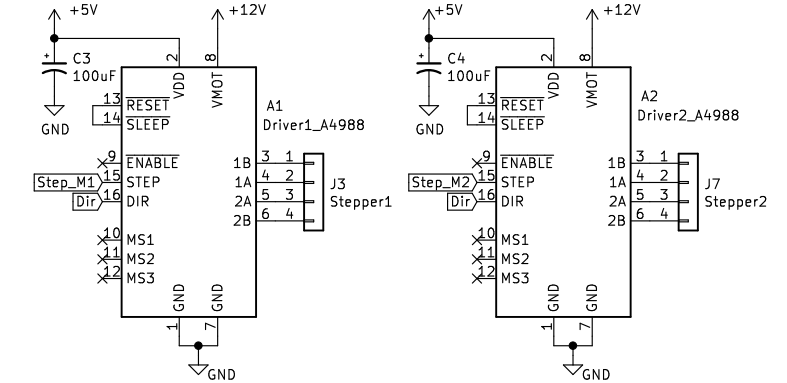 +5V
+12V
+
C3
100uF
GND
2
VDD
8
VMOT
13
RESET
14
SLEEP
A1
Driver1_A4988
9
ENABLE
Step_M1
15
STEP
Dir
16
DIR
10
MS1
11
MS2
12
MS3
1B 3 1
1A 4 2
2A 5 3
2B 6 4
J3
Stepper1
GND
1
GND
7
GND
+5V
+12V
+
C4
100uF
GND
2
VDD
8
VMOT
13
RESET
14
SLEEP
A2
Driver2_A4988
9
ENABLE
Step_M2
15
STEP
Dir
16
DIR
10
MS1
11
MS2
12
MS3
1B 3 1
1A 4 2
2A 5 3
2B 6 4
J7
Stepper2
GND
1
GND
7
GND